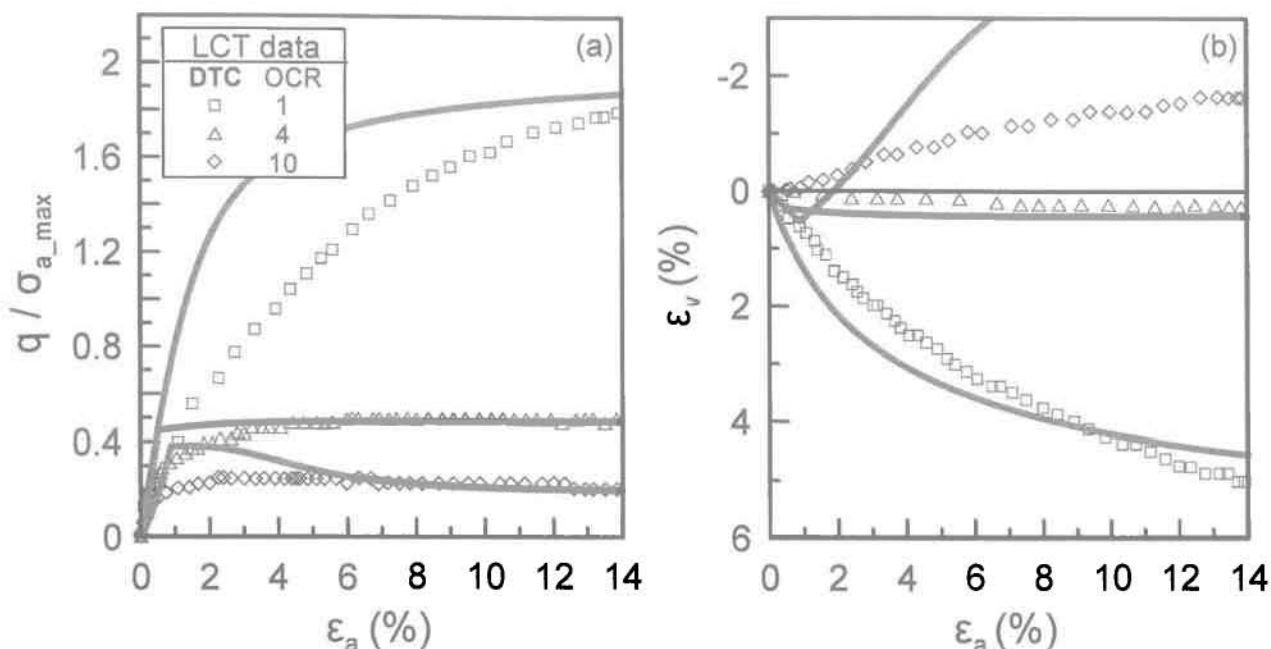 (a)
LCT data
DTC OCR
1
4
10
2
1.6
1.2
0.8
0.4
0
q / σa_max
0 2 4 6 8 10 12 14
εa (%)
(b)
-2
0
2
4
6
εv (%)
0 2 4 6 8 10 12 14
εa (%)